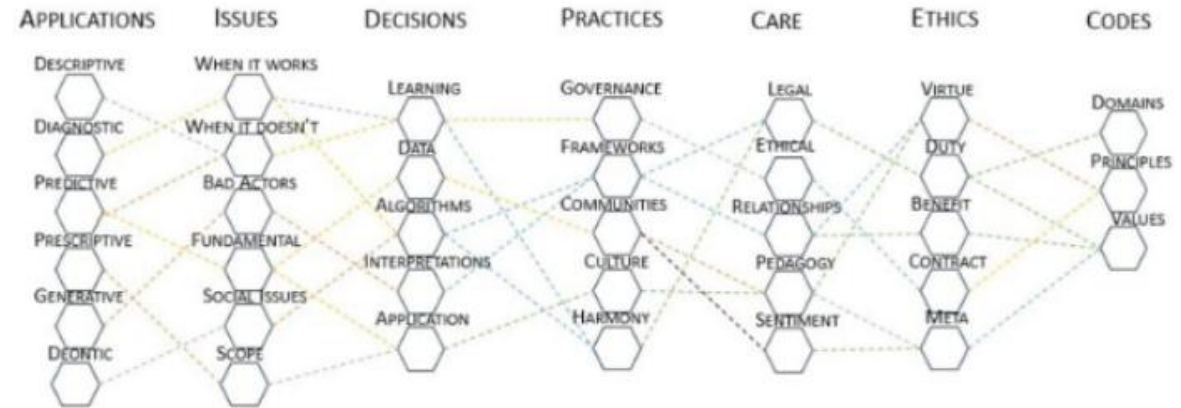 APPLICATIONS ISSUES DECISIONS PRACTICES CARE ETHICS CODES
DESCRIPTIVE
DIAGNOSTIC
PREDICTIVE
PRESCRIPTIVE
GENERATIVE
DEONTIC
WHEN IT WORKS
WHEN IT DOESN'T
BAD ACTORS
FUNDAMENTAL
SOCIAL ISSUES
SCOPE
LEARNING
DATA
ALGORITHMS
INTERPRETATIONS
APPLICATION
GOVERNANCE
FRAMEWORKS
COMMUNITIES
CULTURE
HARMONY
LEGAL
ETHICAL
RELATIONSHIPS
PEDAGOGY
SENTIMENT
VIRTUE
DUTY
BENEFIT
CONTRACT
META
DOMAINS
PRINCIPLES
VALUES